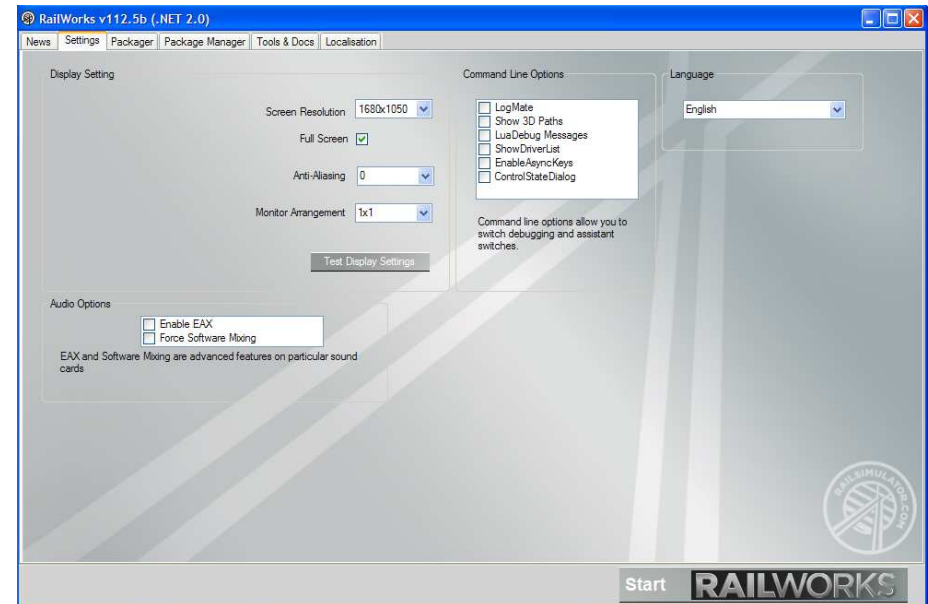 RailWorks v112.5b (.NET 2.0)
News Settings Packager Package Manager Tools & Docs Localisation
Display Setting
Screen Resolution 1680x1050
Full Screen
Anti-Aliasing 0
Monitor Arrangement 1x1
Test Display Settings
Command Line Options
LogMate
Show 3D Paths
LuaDebug Messages
ShowDriverList
EnableAsyncKeys
ControlStateDialog
Command line options allow you to
switch debugging and assistant
switches.
Language
English
Audio Options
Enable EAX
Force Software Mixing
EAX and Software Mixing are advanced features on particular sound
cards
RAILSIMULATOR.COM
Start RAILWORKS